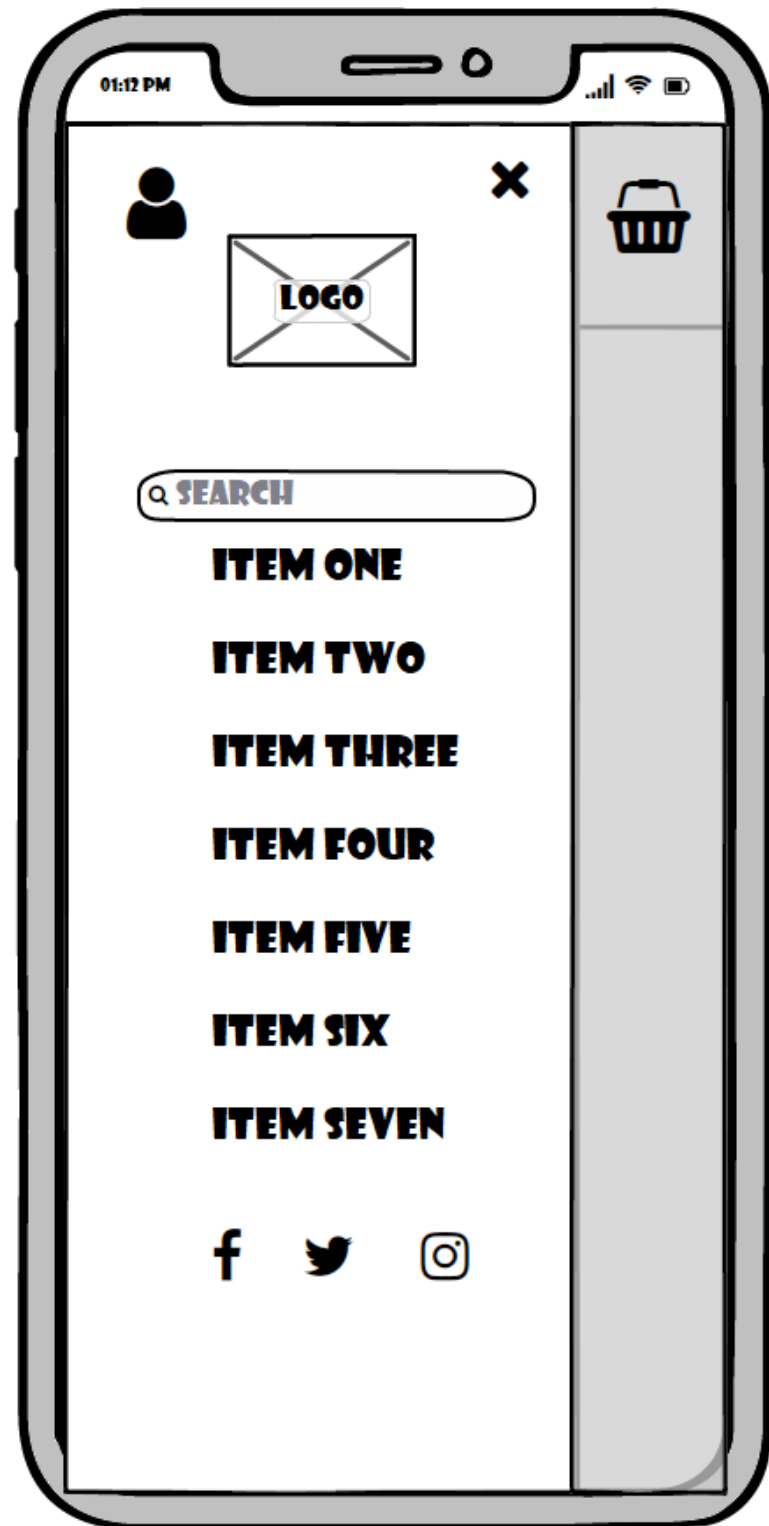 01:12 PM
LOGO
SEARCH
ITEM ONE
ITEM TWO
ITEM THREE
ITEM FOUR
ITEM FIVE
ITEM SIX
ITEM SEVEN